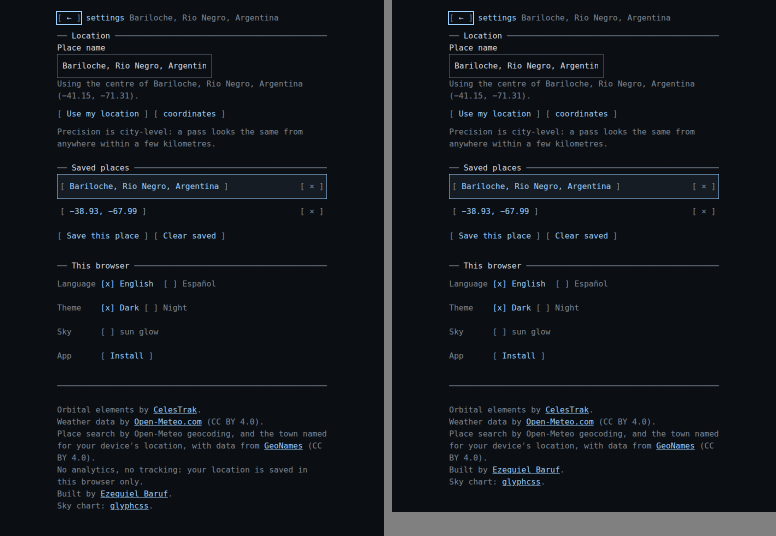 [ ← ] settings Bariloche, Rio Negro, Argentina
Location
Place name
Bariloche, Rio Negro, Argentin
Using the centre of Bariloche, Rio Negro, Argentina
(−41.15, −71.31).
[ Use my location ] [ coordinates ]
Precision is city-level: a pass looks the same from
anywhere within a few kilometres.
Saved places
[ Bariloche, Rio Negro, Argentina ] [ × ]
[ −38.93, −67.99 ] [ × ]
[ Save this place ] [ Clear saved ]
This browser
Language [x] English [ ] Español
Theme [x] Dark [ ] Night
Sky [ ] sun glow
App [ Install ]
Orbital elements by CelesTrak.
Weather data by Open-Meteo.com (CC BY 4.0).
Place search by Open-Meteo geocoding, and the town named
for your device's location, with data from GeoNames (CC
BY 4.0).
No analytics, no tracking: your location is saved in
this browser only.
Built by Ezequiel Baruf.
Sky chart: glyphcss.
[ ← ] settings Bariloche, Rio Negro, Argentina
Location
Place name
Bariloche, Rio Negro, Argentin
Using the centre of Bariloche, Rio Negro, Argentina
(−41.15, −71.31).
[ Use my location ] [ coordinates ]
Precision is city-level: a pass looks the same from
anywhere within a few kilometres.
Saved places
[ Bariloche, Rio Negro, Argentina ] [ × ]
[ −38.93, −67.99 ] [ × ]
[ Save this place ] [ Clear saved ]
This browser
Language [x] English [ ] Español
Theme [x] Dark [ ] Night
Sky [ ] sun glow
App [ Install ]
Orbital elements by CelesTrak.
Weather data by Open-Meteo.com (CC BY 4.0).
Place search by Open-Meteo geocoding, and the town named
for your device's location, with data from GeoNames (CC
BY 4.0).
Built by Ezequiel Baruf.
Sky chart: glyphcss.